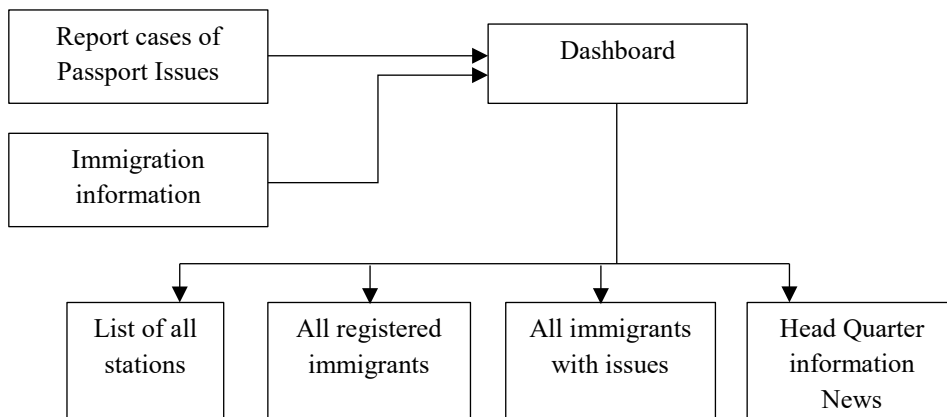 Report cases of
Passport Issues
Dashboard
Immigration
information
List of all
stations
All registered
immigrants
All immigrants
with issues
Head Quarter
information
News